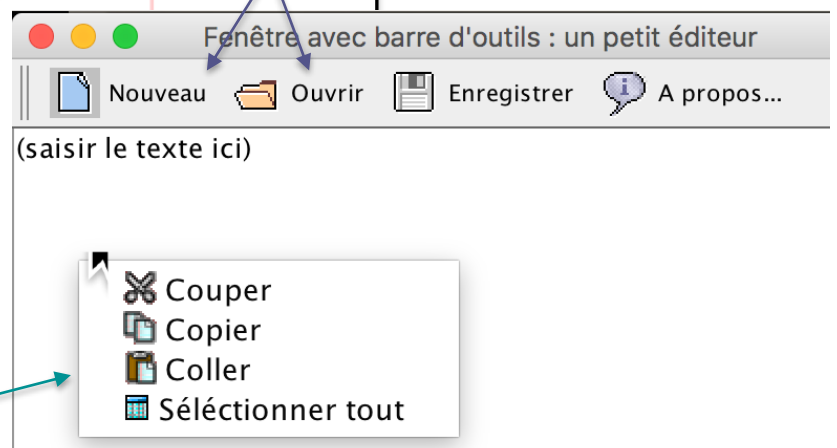 Fenêtre avec barre d'outils : un petit éditeur
Nouveau Ouvrir Enregistrer A propos...
(saisir le texte ici)
Couper
Copier
Coller
Séléctionner tout